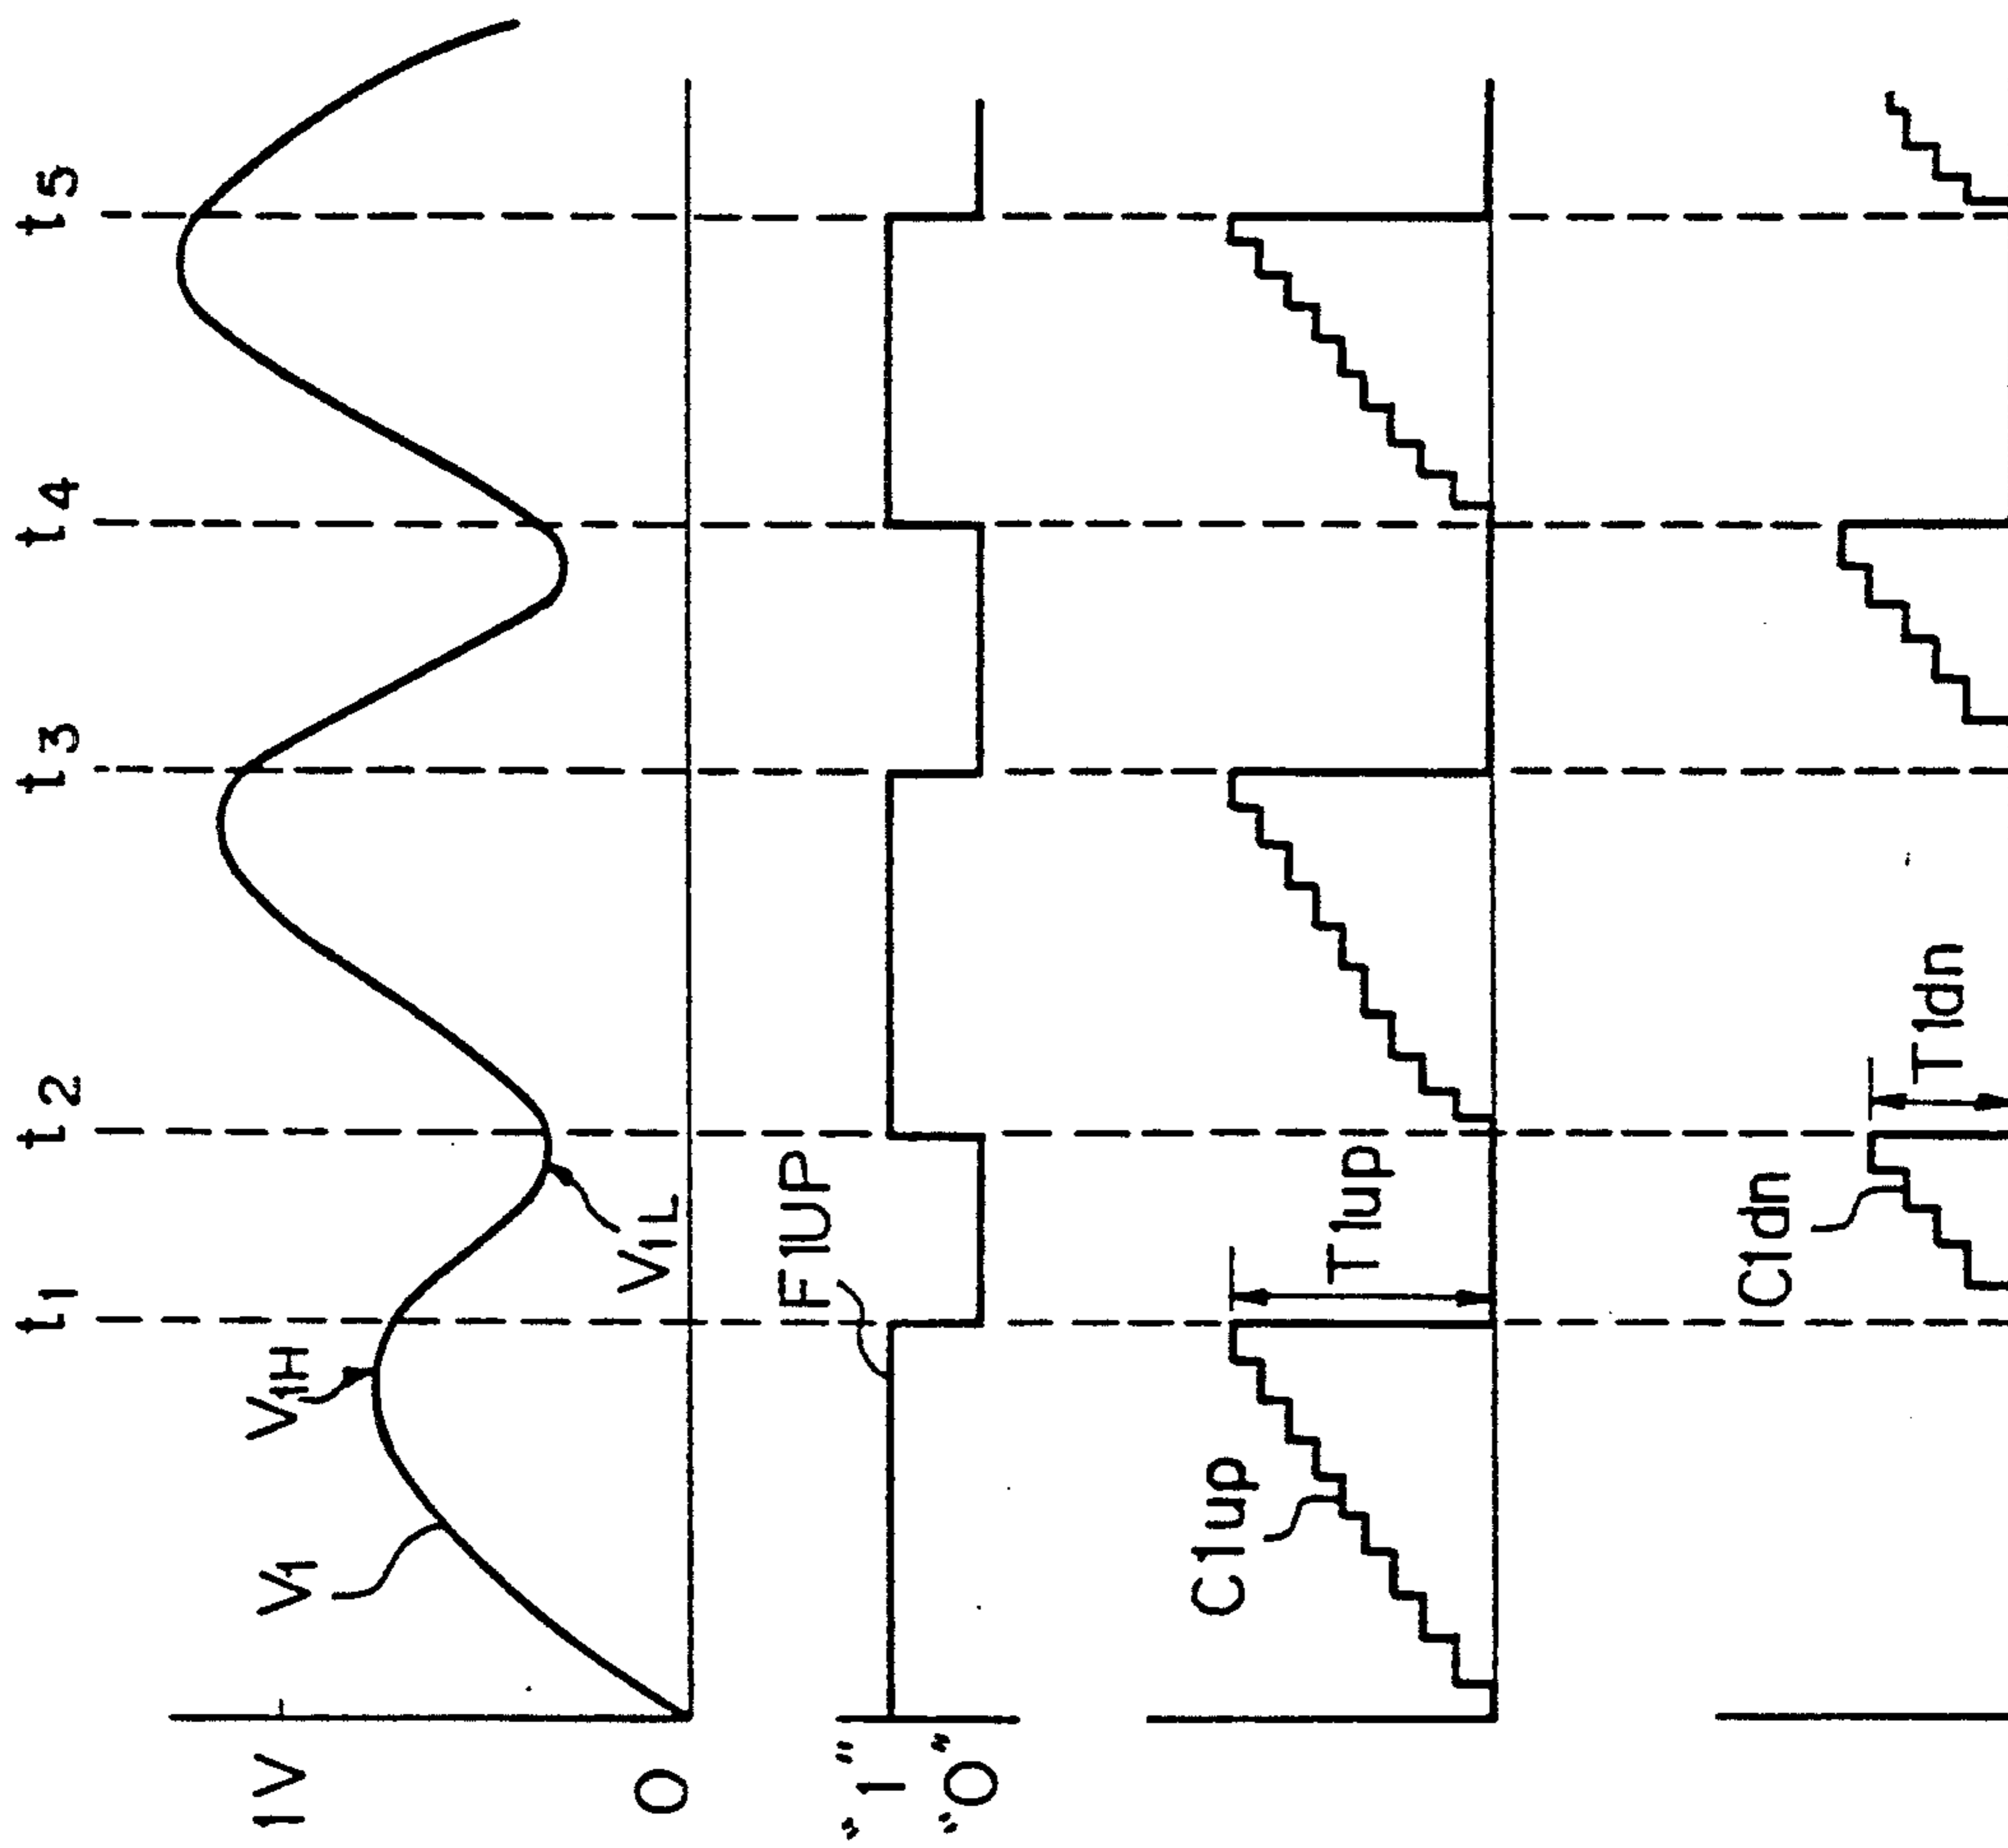 t1 t2 t3 t4 t5
1V
V1
V1H
V1L
0
F1UP
"1"
"0"
C1up
T1up
C1dn
T1dn